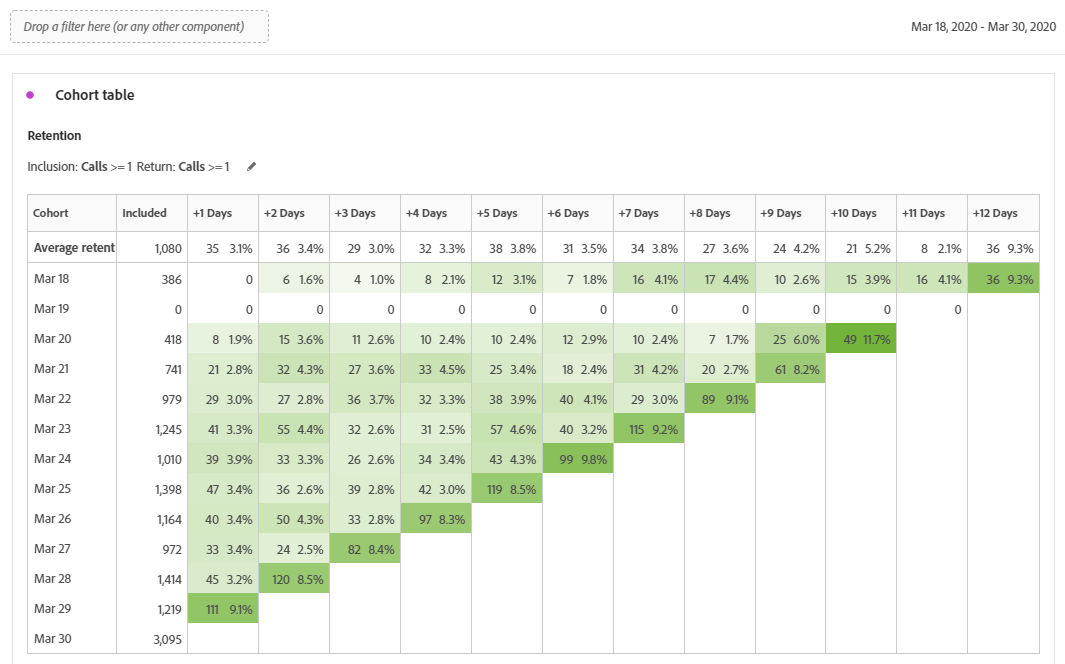 Drop a filter here (or any other component) Mar 18, 2020 - Mar 30, 2020
Cohort table
Retention
Inclusion: Calls >= 1 Return: Calls >= 1
Cohort Included +1 Days +2 Days +3 Days +4 Days +5 Days +6 Days +7 Days +8 Days +9 Days +10 Days +11 Days +12 Days
Average retent 1,080 35 3.1% 36 3.4% 29 3.0% 32 3.3% 38 3.8% 31 3.5% 34 3.8% 27 3.6% 24 4.2% 21 5.2% 8 2.1% 36 9.3%
Mar 18 386 0 6 1.6% 4 1.0% 8 2.1% 12 3.1% 7 1.8% 16 4.1% 17 4.4% 10 2.6% 15 3.9% 16 4.1% 36 9.3%
Mar 19 0 0 0 0 0 0 0 0 0 0 0 0
Mar 20 418 8 1.9% 15 3.6% 11 2.6% 10 2.4% 10 2.4% 12 2.9% 10 2.4% 7 1.7% 25 6.0% 49 11.7%
Mar 21 741 21 2.8% 32 4.3% 27 3.6% 33 4.5% 25 3.4% 18 2.4% 31 4.2% 20 2.7% 61 8.2%
Mar 22 979 29 3.0% 27 2.8% 36 3.7% 32 3.3% 38 3.9% 40 4.1% 29 3.0% 89 9.1%
Mar 23 1,245 41 3.3% 55 4.4% 32 2.6% 31 2.5% 57 4.6% 40 3.2% 115 9.2%
Mar 24 1,010 39 3.9% 33 3.3% 26 2.6% 34 3.4% 43 4.3% 99 9.8%
Mar 25 1,398 47 3.4% 36 2.6% 39 2.8% 42 3.0% 119 8.5%
Mar 26 1,164 40 3.4% 50 4.3% 33 2.8% 97 8.3%
Mar 27 972 33 3.4% 24 2.5% 82 8.4%
Mar 28 1,414 45 3.2% 120 8.5%
Mar 29 1,219 111 9.1%
Mar 30 3,095